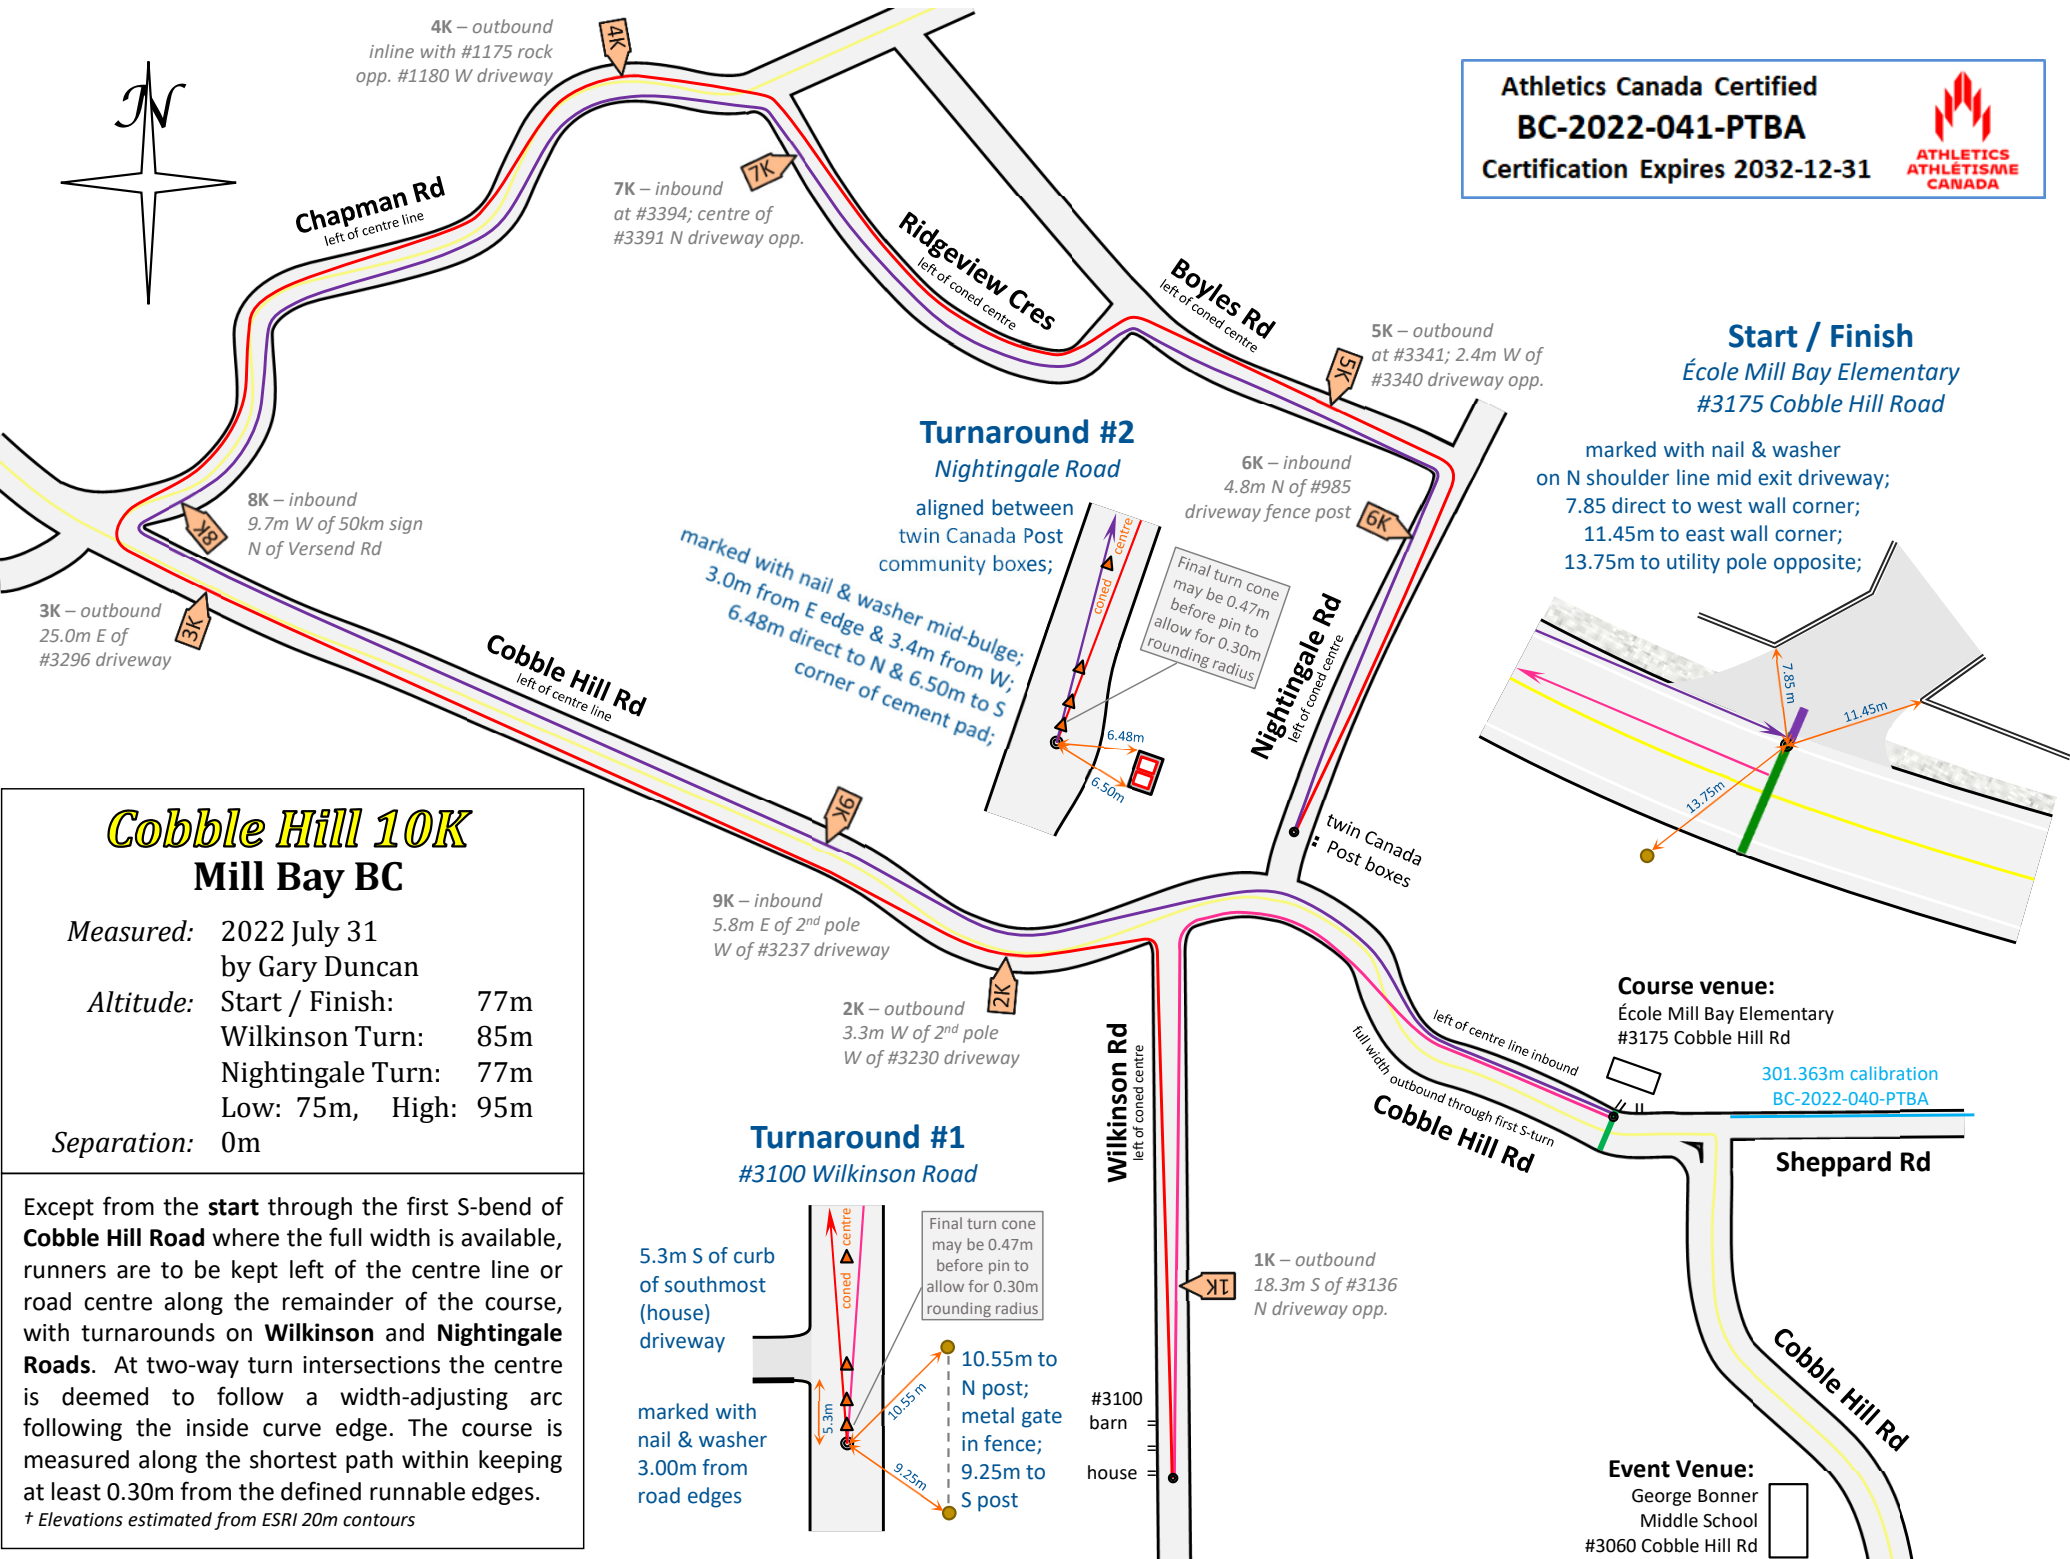 4K – outbound
inline with #1175 rock
opp. #1180 W driveway
4K
N
Athletics Canada Certified
BC-2022-041-PTBA
Certification Expires 2032-12-31
ATHLETICS
ATHLÉTISME
CANADA
Chapman Rd
left of centre line
7K
7K – inbound
at #3394; centre of
#3391 N driveway opp.
Ridgeview Cres
left of coned centre
Boyles Rd
left of coned centre
5K – outbound
at #3341; 2.4m W of
#3340 driveway opp.
5K
Start / Finish
École Mill Bay Elementary
#3175 Cobble Hill Road
marked with nail & washer
on N shoulder line mid exit driveway;
7.85 direct to west wall corner;
11.45m to east wall corner;
13.75m to utility pole opposite;
7.85 m
11.45m
13.75m
Turnaround #2
Nightingale Road
aligned between
twin Canada Post
community boxes;
marked with nail & washer mid-bulge;
3.0m from E edge & 3.4m from W;
6.48m direct to N & 6.50m to S
corner of cement pad;
coned centre
Final turn cone
may be 0.47m
before pin to
allow for 0.30m
rounding radius
6.48m
6.50m
6K – inbound
4.8m N of #985
driveway fence post
6K
Nightingale Rd
left of coned centre
twin Canada
Post boxes
8K
8K – inbound
9.7m W of 50km sign
N of Versend Rd
3K – outbound
25.0m E of
#3296 driveway
3K
Cobble Hill Rd
left of centre line
9K
9K – inbound
5.8m E of 2nd pole
W of #3237 driveway
2K
2K – outbound
3.3m W of 2nd pole
W of #3230 driveway
Cobble Hill 10K
Mill Bay BC
Measured: 2022 July 31
by Gary Duncan
Altitude: Start / Finish: 77m
Wilkinson Turn: 85m
Nightingale Turn: 77m
Low: 75m, High: 95m
Separation: 0m
Except from the start through the first S-bend of
Cobble Hill Road where the full width is available,
runners are to be kept left of the centre line or
road centre along the remainder of the course,
with turnarounds on Wilkinson and Nightingale
Roads. At two-way turn intersections the centre
is deemed to follow a width-adjusting arc
following the inside curve edge. The course is
measured along the shortest path within keeping
at least 0.30m from the defined runnable edges.
† Elevations estimated from ESRI 20m contours
Turnaround #1
#3100 Wilkinson Road
5.3m S of curb
of southmost
(house)
driveway
marked with
nail & washer
3.00m from
road edges
coned centre
Final turn cone
may be 0.47m
before pin to
allow for 0.30m
rounding radius
5.3m
10.55 m
9.25m
10.55m to
N post;
metal gate
in fence;
9.25m to
S post
Wilkinson Rd
left of coned centre
1K
1K – outbound
18.3m S of #3136
N driveway opp.
#3100
barn
house
left of centre line inbound
full width outbound through first S-turn
Cobble Hill Rd
Course venue:
École Mill Bay Elementary
#3175 Cobble Hill Rd
301.363m calibration
BC-2022-040-PTBA
Sheppard Rd
Cobble Hill Rd
Event Venue:
George Bonner
Middle School
#3060 Cobble Hill Rd